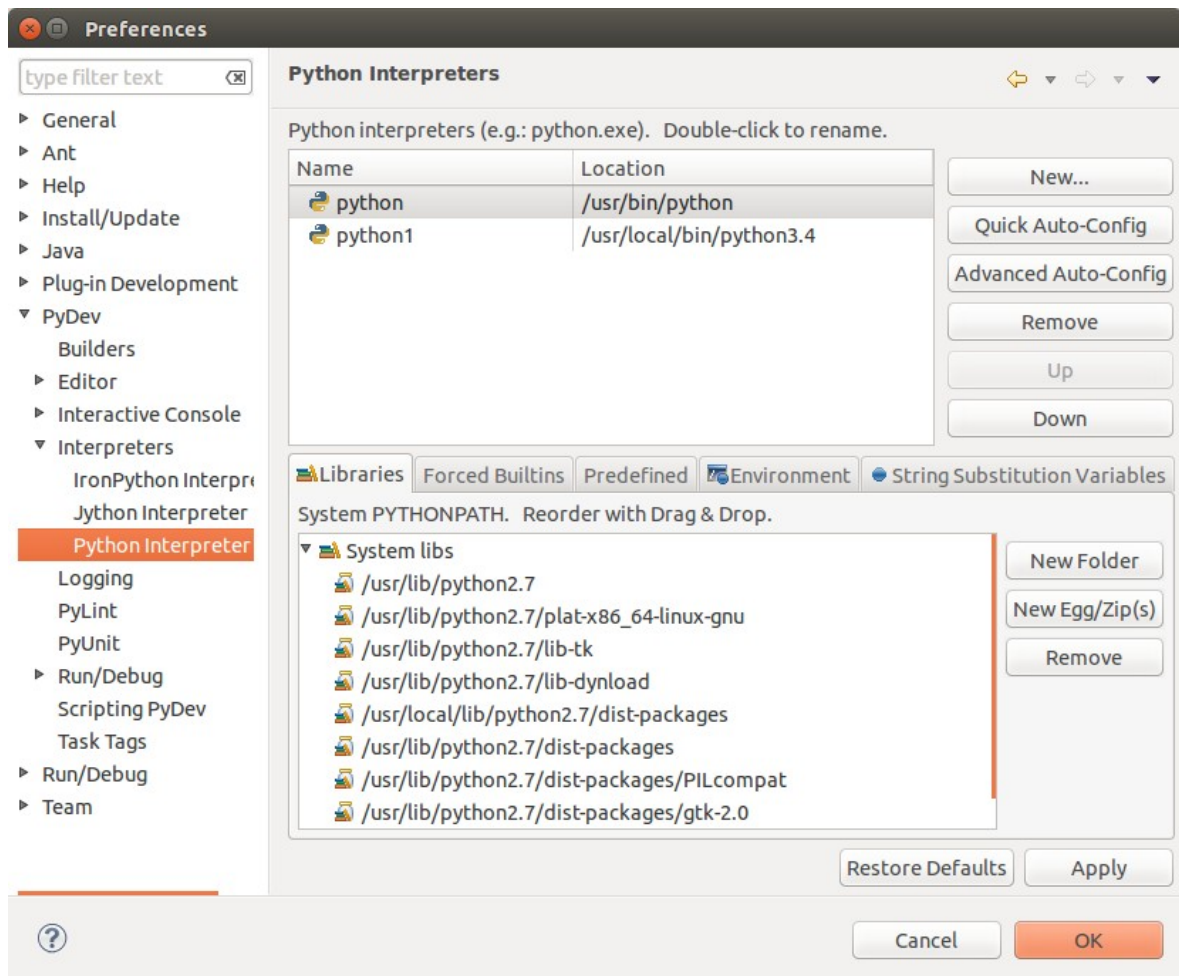 Preferences
type filter text
General
Ant
Help
Install/Update
Java
Plug-in Development
PyDev
Builders
Editor
Interactive Console
Interpreters
IronPython Interpre
Jython Interpreter
Python Interpreter
Logging
PyLint
PyUnit
Run/Debug
Scripting PyDev
Task Tags
Run/Debug
Team
Python Interpreters
Python interpreters (e.g.: python.exe).  Double-click to rename.
Name Location
python /usr/bin/python
python1 /usr/local/bin/python3.4
New...
Quick Auto-Config
Advanced Auto-Config
Remove
Up
Down
Libraries Forced Builtins Predefined Environment String Substitution Variables
System PYTHONPATH.  Reorder with Drag & Drop.
System libs
/usr/lib/python2.7
/usr/lib/python2.7/plat-x86_64-linux-gnu
/usr/lib/python2.7/lib-tk
/usr/lib/python2.7/lib-dynload
/usr/local/lib/python2.7/dist-packages
/usr/lib/python2.7/dist-packages
/usr/lib/python2.7/dist-packages/PILcompat
/usr/lib/python2.7/dist-packages/gtk-2.0
New Folder
New Egg/Zip(s)
Remove
Restore Defaults Apply
? Cancel OK